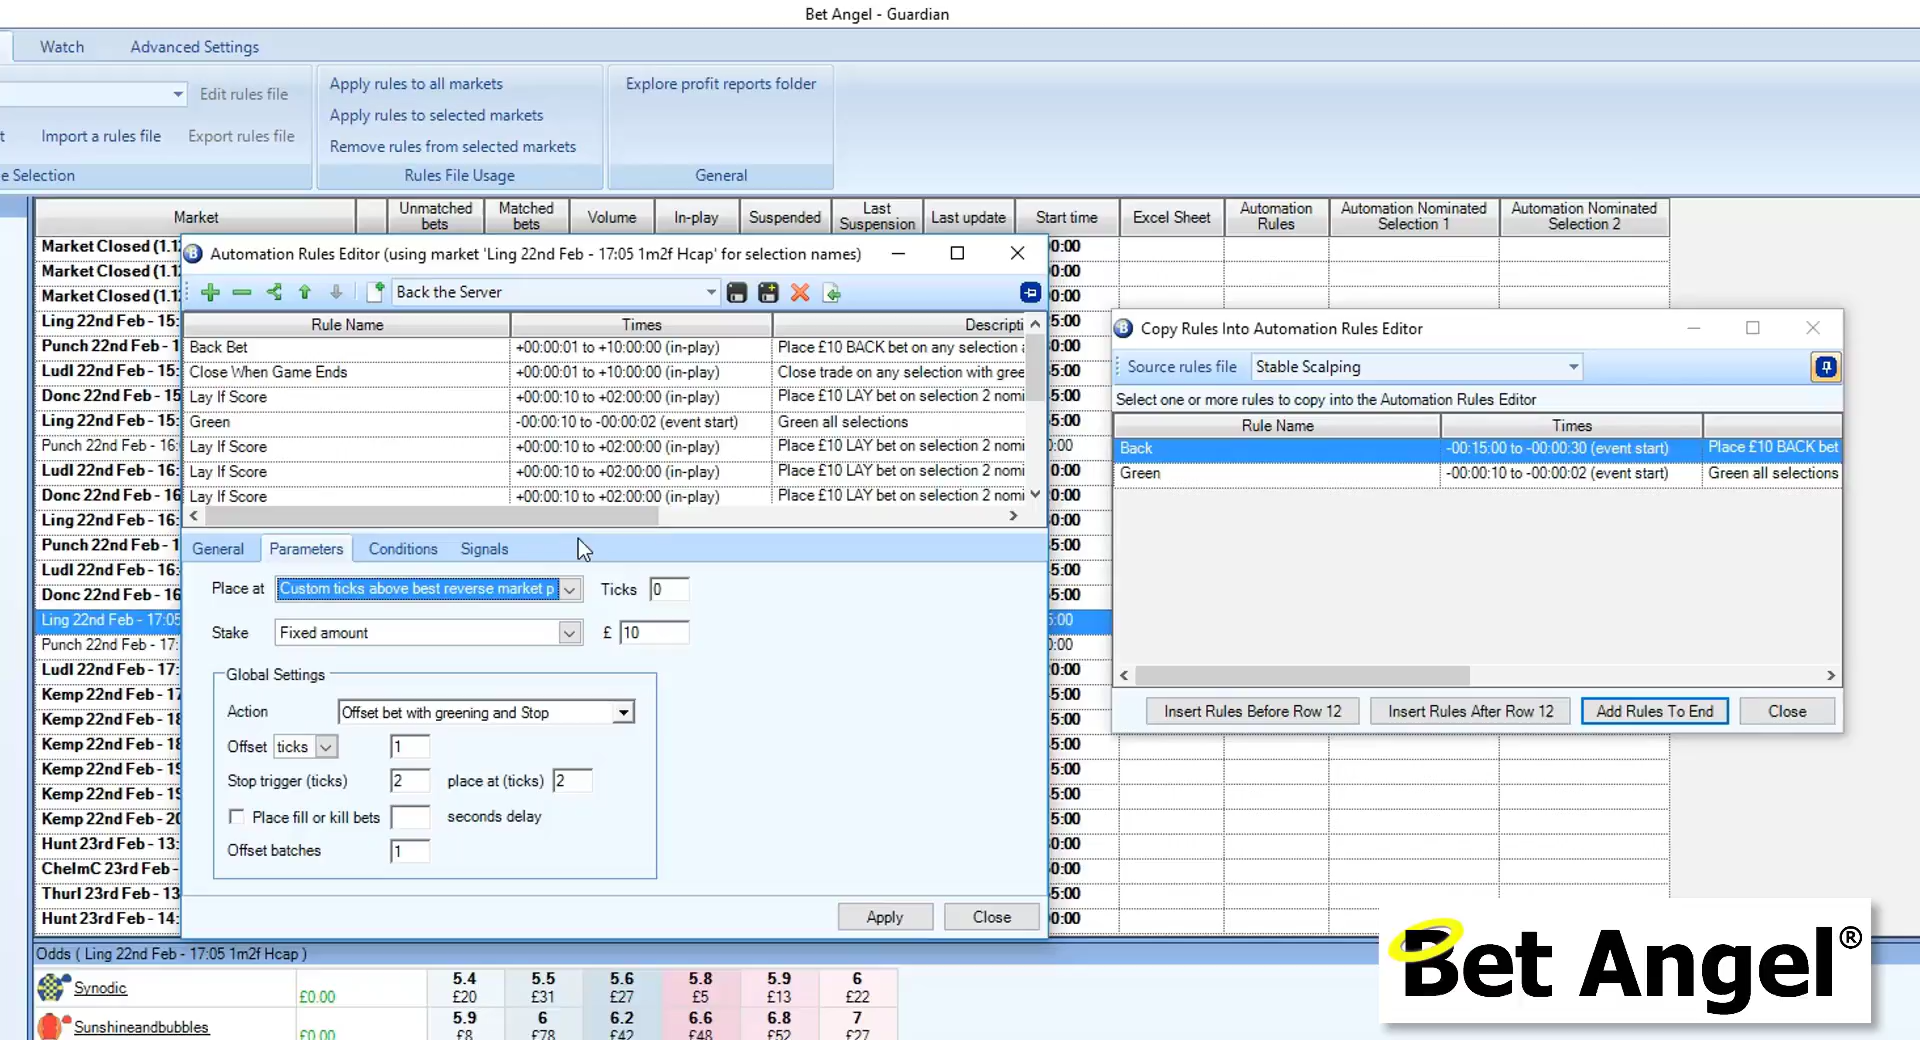 Bet Angel - Guardian
Watch
Advanced Settings
Edit rules file
Import a rules file
Export rules file
e Selection
Apply rules to all markets
Apply rules to selected markets
Remove rules from selected markets
Rules File Usage
Explore profit reports folder
General
Market
Unmatched bets
Matched bets
Volume
In-play
Suspended
Last Suspension
Last update
Start time
Excel Sheet
Automation Rules
Automation Nominated Selection 1
Automation Nominated Selection 2
Market Closed (1.1
Market Closed (1.1
Market Closed (1.1
Ling 22nd Feb - 15:
Punch 22nd Feb - 1
Ludl 22nd Feb - 15:
Donc 22nd Feb - 15
Ling 22nd Feb - 15:
Punch 22nd Feb - 16:
Ludl 22nd Feb - 16:
Donc 22nd Feb - 16
Ling 22nd Feb - 16:
Punch 22nd Feb - 1
Ludl 22nd Feb - 16:
Donc 22nd Feb - 16
Ling 22nd Feb - 17:05
Punch 22nd Feb - 17:
Ludl 22nd Feb - 17:
Kemp 22nd Feb - 17
Kemp 22nd Feb - 18
Kemp 22nd Feb - 18
Kemp 22nd Feb - 19
Kemp 22nd Feb - 19
Kemp 22nd Feb - 20
Hunt 23rd Feb - 13:
ChelmC 23rd Feb -
Thurl 23rd Feb - 13
Hunt 23rd Feb - 14:
Automation Rules Editor (using market 'Ling 22nd Feb - 17:05 1m2f Hcap' for selection names)
Back the Server
Rule Name Times Descripti
Back Bet +00:00:01 to +10:00:00 (in-play) Place £10 BACK bet on any selection
Close When Game Ends +00:00:01 to +10:00:00 (in-play) Close trade on any selection with gree
Lay If Score +00:00:10 to +02:00:00 (in-play) Place £10 LAY bet on selection 2 nomi
Green -00:00:10 to -00:00:02 (event start) Green all selections
Lay If Score +00:00:10 to +02:00:00 (in-play) Place £10 LAY bet on selection 2 nomi
Lay If Score +00:00:10 to +02:00:00 (in-play) Place £10 LAY bet on selection 2 nomi
Lay If Score +00:00:10 to +02:00:00 (in-play) Place £10 LAY bet on selection 2 nomi
General Parameters Conditions Signals
Place at Custom ticks above best reverse market p Ticks 0
Stake Fixed amount £ 10
Global Settings
Action Offset bet with greening and Stop
Offset ticks 1
Stop trigger (ticks) 2 place at (ticks) 2
Place fill or kill bets seconds delay
Offset batches 1
Apply Close
Copy Rules Into Automation Rules Editor
Source rules file Stable Scalping
Select one or more rules to copy into the Automation Rules Editor
Rule Name Times
Back -00:15:00 to -00:00:30 (event start) Place £10 BACK bet
Green -00:00:10 to -00:00:02 (event start) Green all selections
Insert Rules Before Row 12 Insert Rules After Row 12 Add Rules To End Close
Odds ( Ling 22nd Feb - 17:05 1m2f Hcap )
Synodic £0.00
5.4 5.5 5.6 5.8 5.9 6
£20 £31 £27 £5 £13 £22
Sunshineandbubbles £0.00
5.9 6 6.2 6.6 6.8 7
£8 £78 £42 £48 £52 £27
Bet Angel®